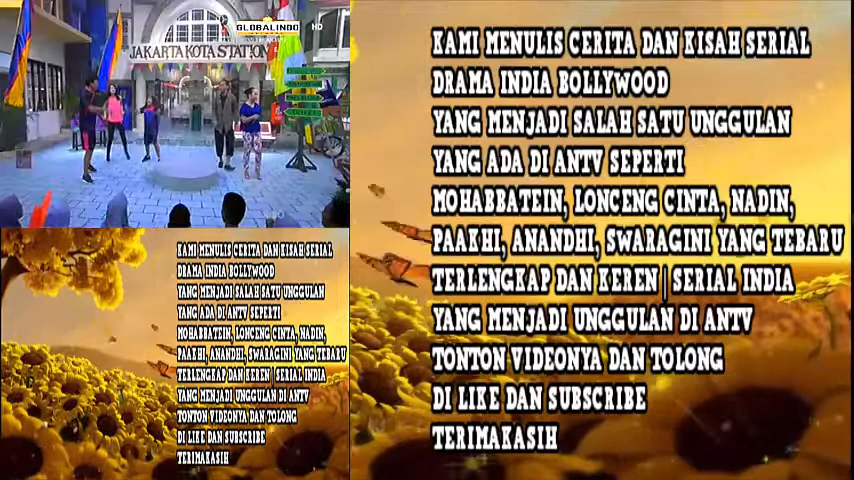 GLOBALINDO
HD
JAKARTA KOTA STATION
KAMI MENULIS CERITA DAN KISAH SERIAL
DRAMA INDIA BOLLYWOOD
YANG MENJADI SALAH SATU UNGGULAN
YANG ADA DI ANTV SEPERTI
MOHABBATEIN, LONCENG CINTA, NADIN,
PAAKHI, ANANDHI, SWARAGINI YANG TEBARU
TERLENGKAP DAN KEREN | SERIAL INDIA
YANG MENJADI UNGGULAN DI ANTV
TONTON VIDEONYA DAN TOLONG
DI LIKE DAN SUBSCRIBE
TERIMAKASIH
KAMI MENULIS CERITA DAN KISAH SERIAL
DRAMA INDIA BOLLYWOOD
YANG MENJADI SALAH SATU UNGGULAN
YANG ADA DI ANTV SEPERTI
MOHABBATEIN, LONCENG CINTA, NADIN,
PAAKHI, ANANDHI, SWARAGINI YANG TEBARU
TERLENGKAP DAN KEREN | SERIAL INDIA
YANG MENJADI UNGGULAN DI ANTV
TONTON VIDEONYA DAN TOLONG
DI LIKE DAN SUBSCRIBE
TERIMAKASIH